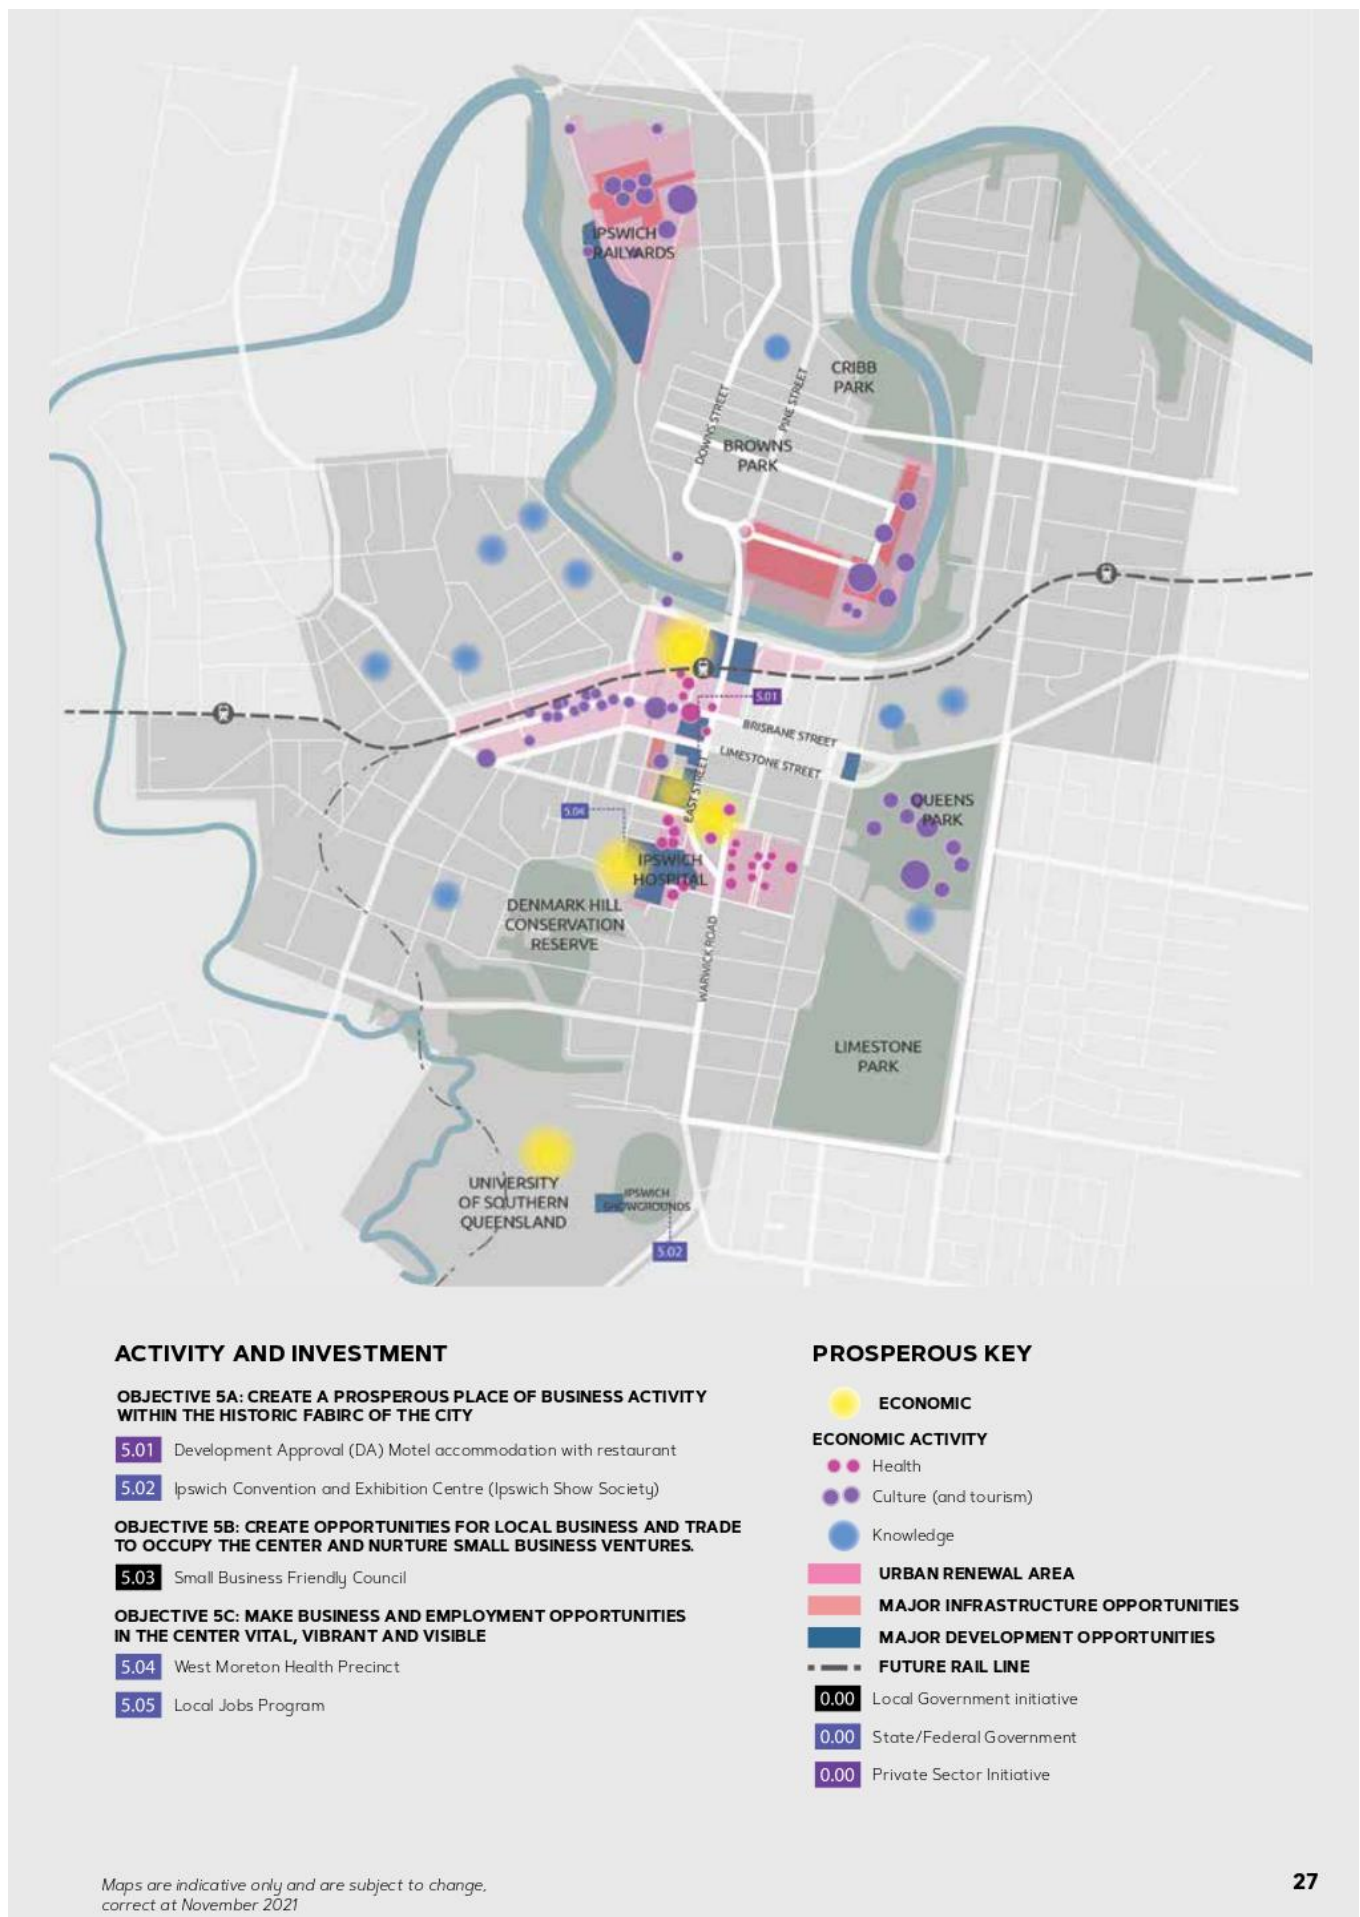 IPSWICH
RAILYARDS
CRIBB
PARK
DOWNS STREET
PINE STREET
BROWNS
PARK
5.01
BRISBANE STREET
LIMESTONE STREET
EAST STREET
QUEENS
PARK
5.04
IPSWICH
HOSPITAL
DENMARK HILL
CONSERVATION
RESERVE
WARWICK ROAD
LIMESTONE
PARK
UNIVERSITY
OF SOUTHERN
QUEENSLAND
IPSWICH
SHOWGROUNDS
5.02
ACTIVITY AND INVESTMENT
OBJECTIVE 5A: CREATE A PROSPEROUS PLACE OF BUSINESS ACTIVITY
WITHIN THE HISTORIC FABIRC OF THE CITY
5.01 Development Approval (DA) Motel accommodation with restaurant
5.02 Ipswich Convention and Exhibition Centre (Ipswich Show Society)
OBJECTIVE 5B: CREATE OPPORTUNITIES FOR LOCAL BUSINESS AND TRADE
TO OCCUPY THE CENTER AND NURTURE SMALL BUSINESS VENTURES.
5.03 Small Business Friendly Council
OBJECTIVE 5C: MAKE BUSINESS AND EMPLOYMENT OPPORTUNITIES
IN THE CENTER VITAL, VIBRANT AND VISIBLE
5.04 West Moreton Health Precinct
5.05 Local Jobs Program
PROSPEROUS KEY
ECONOMIC
ECONOMIC ACTIVITY
Health
Culture (and tourism)
Knowledge
URBAN RENEWAL AREA
MAJOR INFRASTRUCTURE OPPORTUNITIES
MAJOR DEVELOPMENT OPPORTUNITIES
FUTURE RAIL LINE
0.00 Local Government initiative
0.00 State/Federal Government
0.00 Private Sector Initiative
Maps are indicative only and are subject to change,
correct at November 2021
27